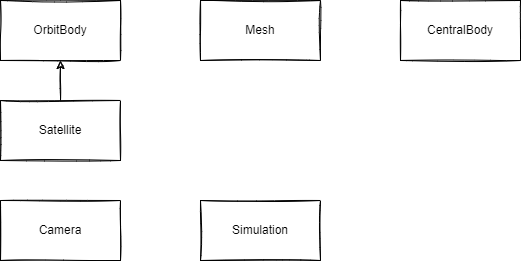 OrbitBody
Mesh
CentralBody
Satellite
Camera
Simulation